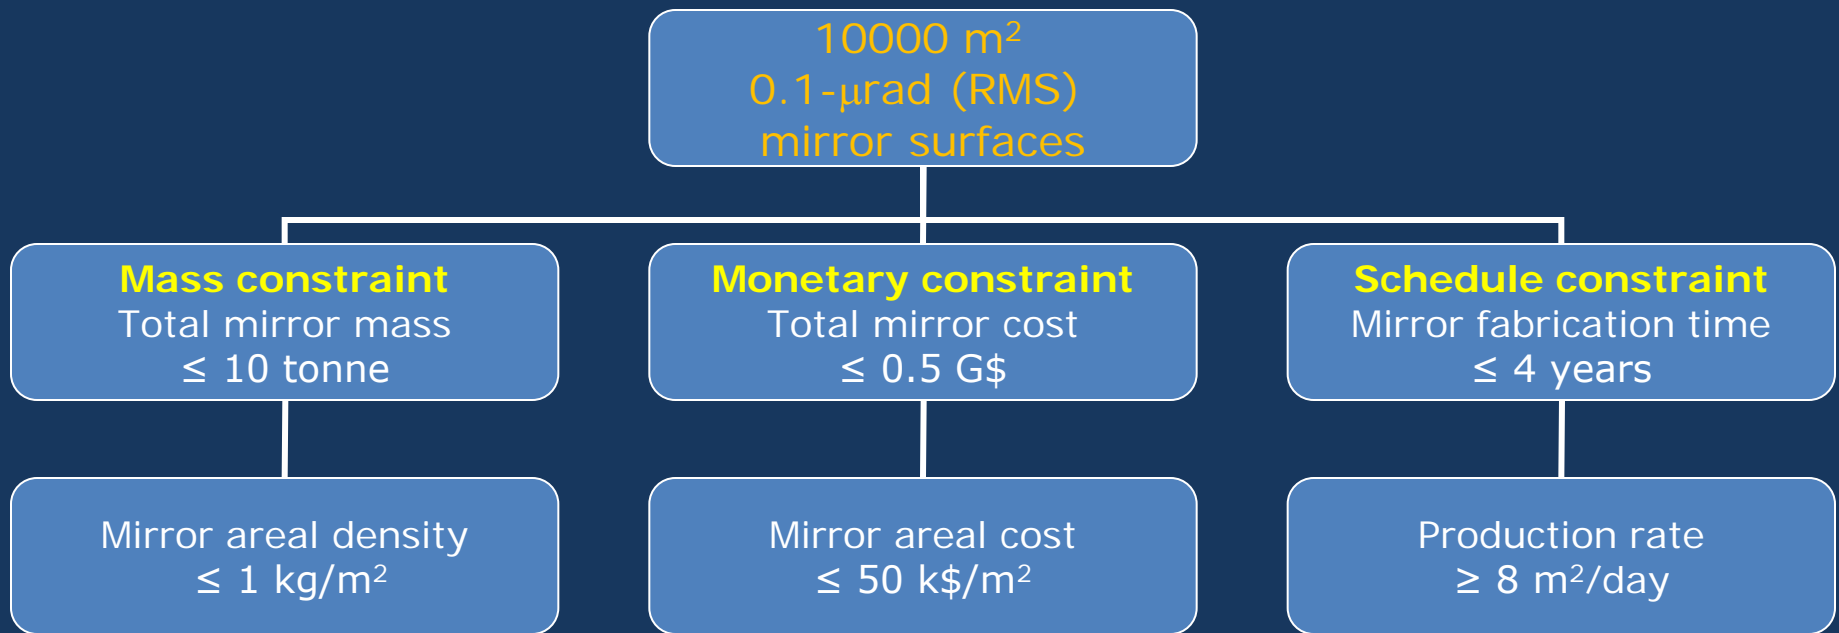 10000 m²
0.1-μrad (RMS)
mirror surfaces
Mass constraint
Total mirror mass
≤ 10 tonne
Monetary constraint
Total mirror cost
≤ 0.5 G$
Schedule constraint
Mirror fabrication time
≤ 4 years
Mirror areal density
≤ 1 kg/m²
Mirror areal cost
≤ 50 k$/m²
Production rate
≥ 8 m²/day